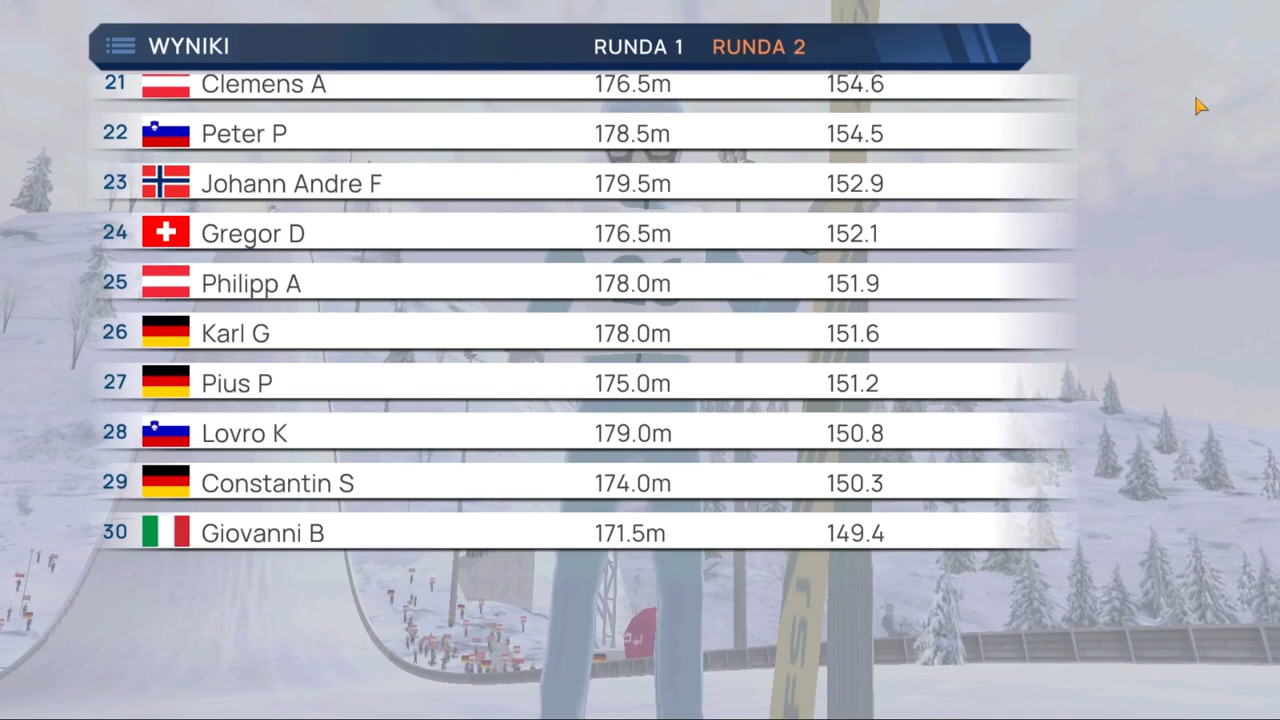 WYNIKI RUNDA 1 RUNDA 2
21 Clemens A 176.5m 154.6
22 Peter P 178.5m 154.5
23 Johann Andre F 179.5m 152.9
24 Gregor D 176.5m 152.1
25 Philipp A 178.0m 151.9
26 Karl G 178.0m 151.6
27 Pius P 175.0m 151.2
28 Lovro K 179.0m 150.8
29 Constantin S 174.0m 150.3
30 Giovanni B 171.5m 149.4